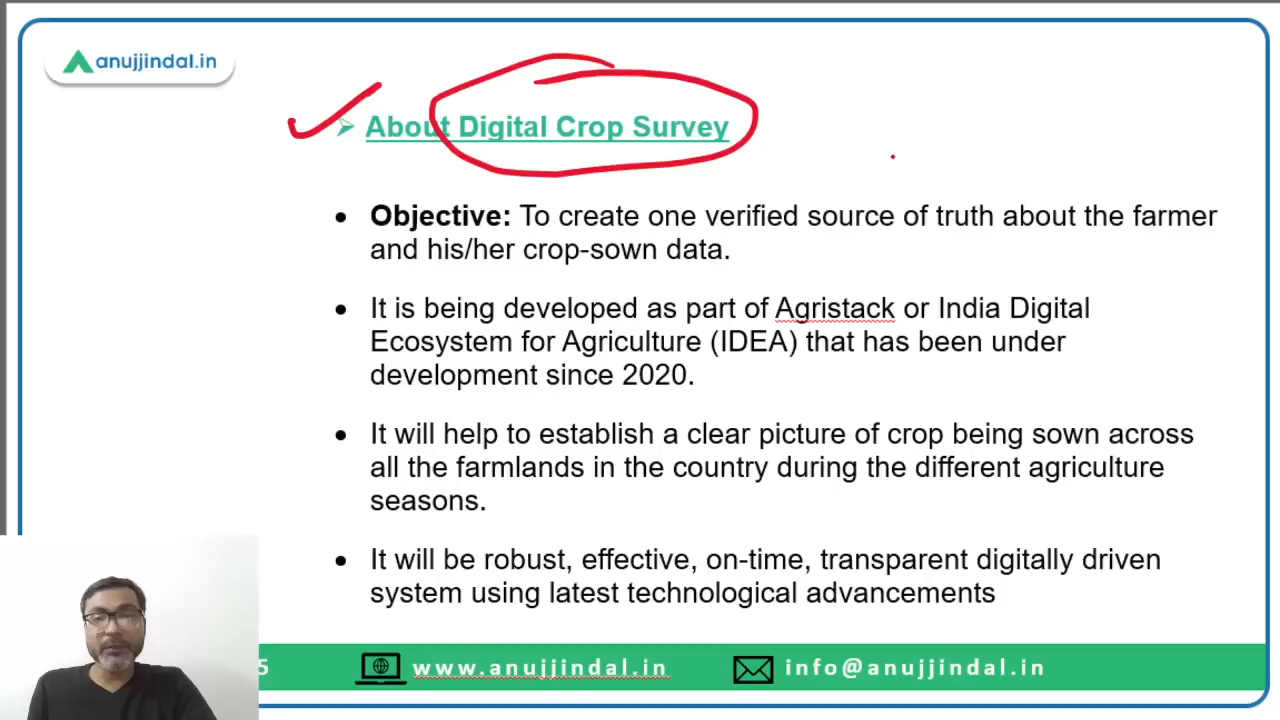 anujjindal.in
➢ About Digital Crop Survey
• Objective: To create one verified source of truth about the farmer
and his/her crop-sown data.
• It is being developed as part of Agristack or India Digital
Ecosystem for Agriculture (IDEA) that has been under
development since 2020.
• It will help to establish a clear picture of crop being sown across
all the farmlands in the country during the different agriculture
seasons.
• It will be robust, effective, on-time, transparent digitally driven
system using latest technological advancements
5 www.anujjindal.in info@anujjindal.in